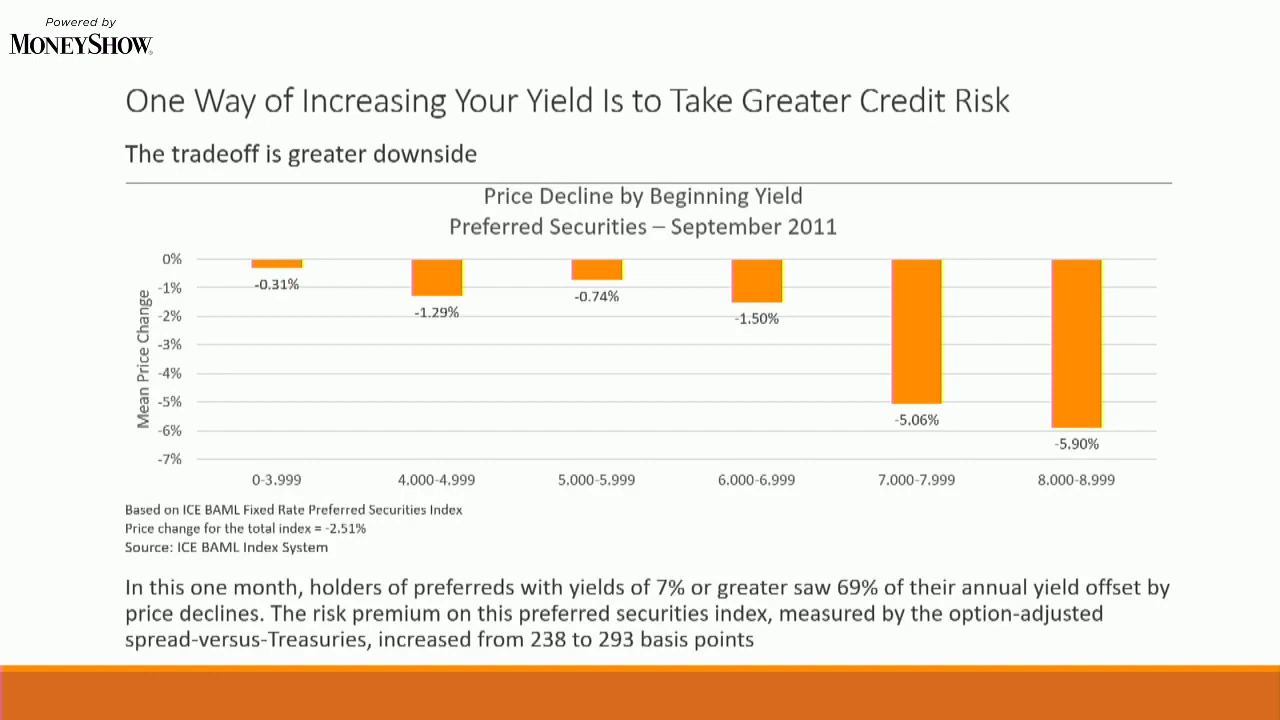 Powered by
MONEYSHOW
One Way of Increasing Your Yield Is to Take Greater Credit Risk
The tradeoff is greater downside
Price Decline by Beginning Yield
Preferred Securities – September 2011
Mean Price Change
0%
-1%
-2%
-3%
-4%
-5%
-6%
-7%
-0.31%
-1.29%
-0.74%
-1.50%
-5.06%
-5.90%
0-3.999
4.000-4.999
5.000-5.999
6.000-6.999
7.000-7.999
8.000-8.999
Based on ICE BAML Fixed Rate Preferred Securities Index
Price change for the total index = -2.51%
Source: ICE BAML Index System
In this one month, holders of preferreds with yields of 7% or greater saw 69% of their annual yield offset by
price declines. The risk premium on this preferred securities index, measured by the option-adjusted
spread-versus-Treasuries, increased from 238 to 293 basis points